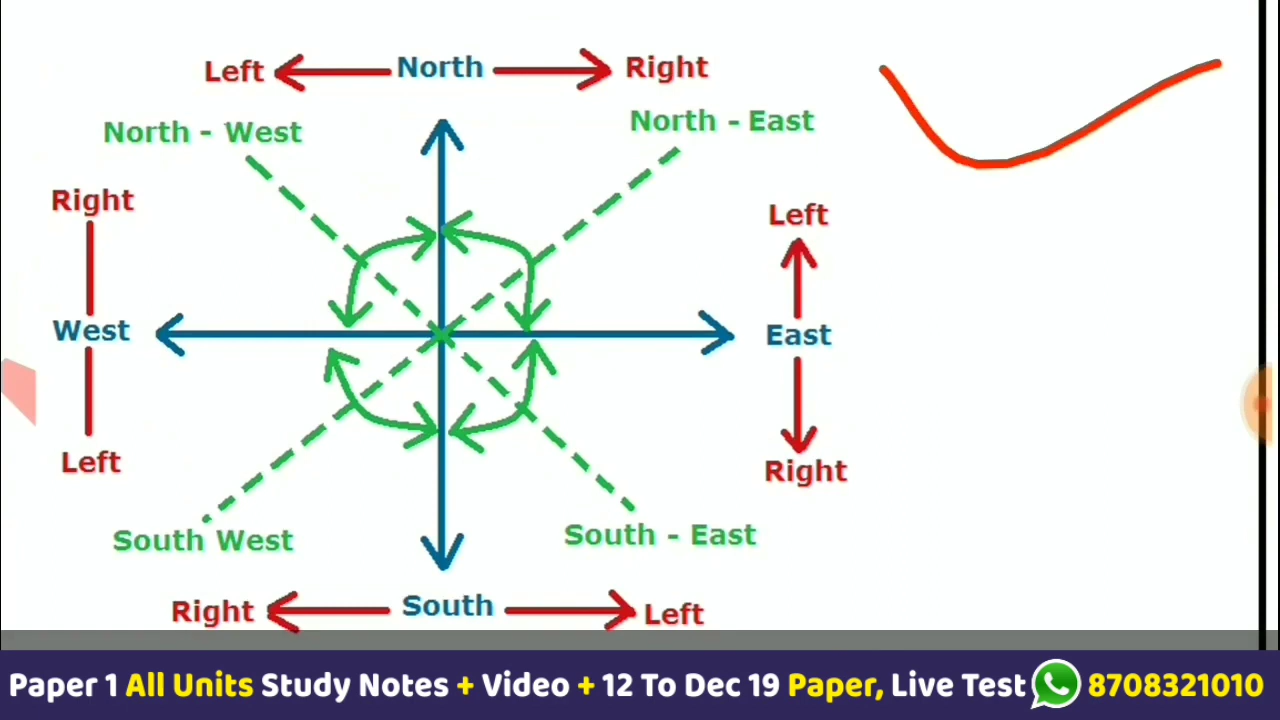 Left North Right
North - West North - East
Right
Left
West East
Left
Right
South West South - East
Right South Left
Paper 1 All Units Study Notes + Video + 12 To Dec 19 Paper, Live Test 8708321010